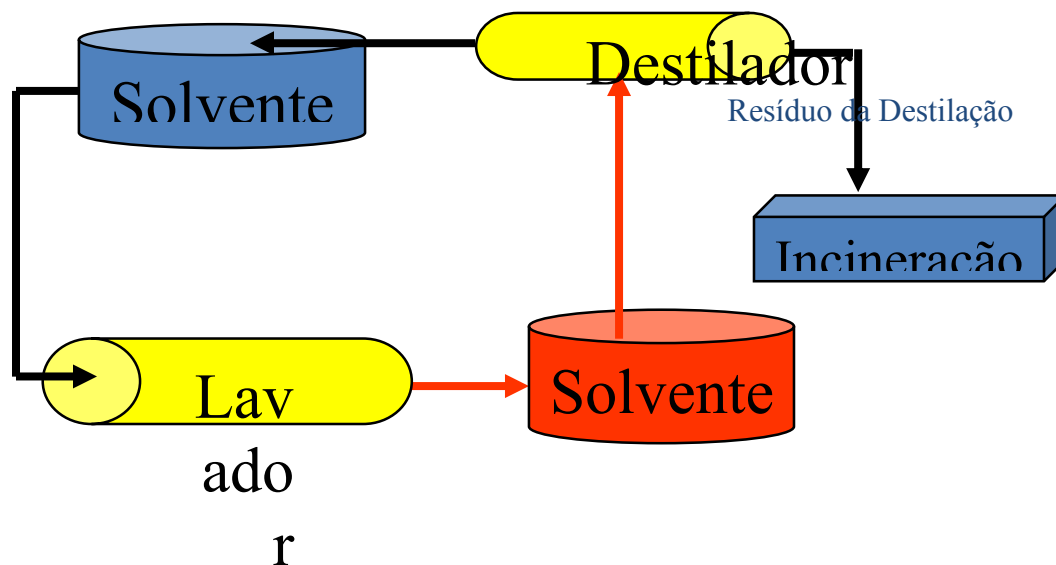 Destilador
Solvente
Resíduo da Destilação
Incineração
Solvente
Lav
ado
r